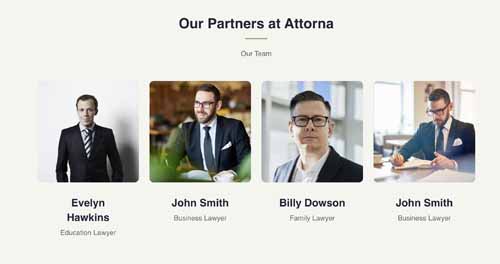 Our Partners at Attorna
Our Team
Evelyn
Hawkins
Education Lawyer
John Smith
Business Lawyer
Billy Dowson
Family Lawyer
John Smith
Business Lawyer